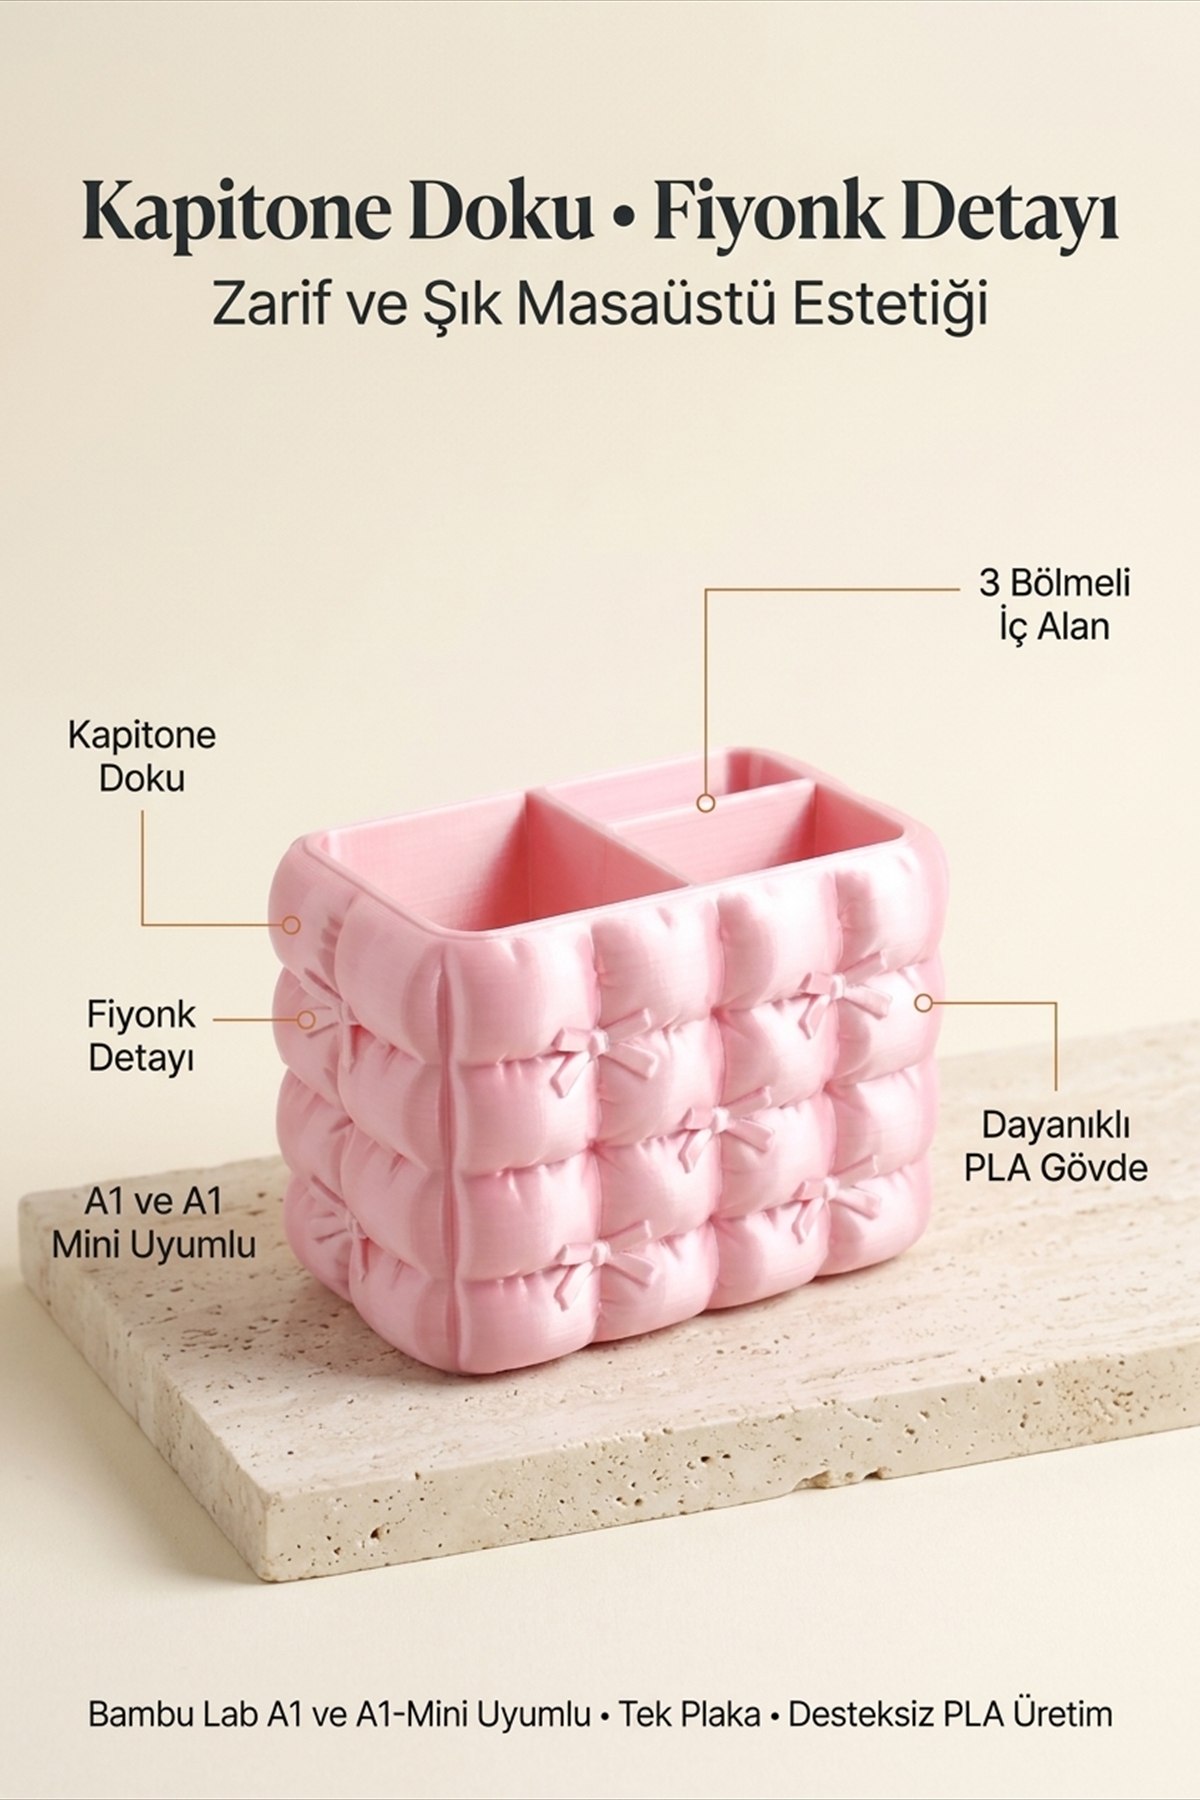 Kapitone Doku • Fiyonk Detayı
Zarif ve Şık Masaüstü Estetiği
3 Bölmeli
İç Alan
Kapitone
Doku
Fiyonk
Detayı
Dayanıklı
PLA Gövde
A1 ve A1
Mini Uyumlu
Bambu Lab A1 ve A1-Mini Uyumlu • Tek Plaka • Desteksiz PLA Üretim